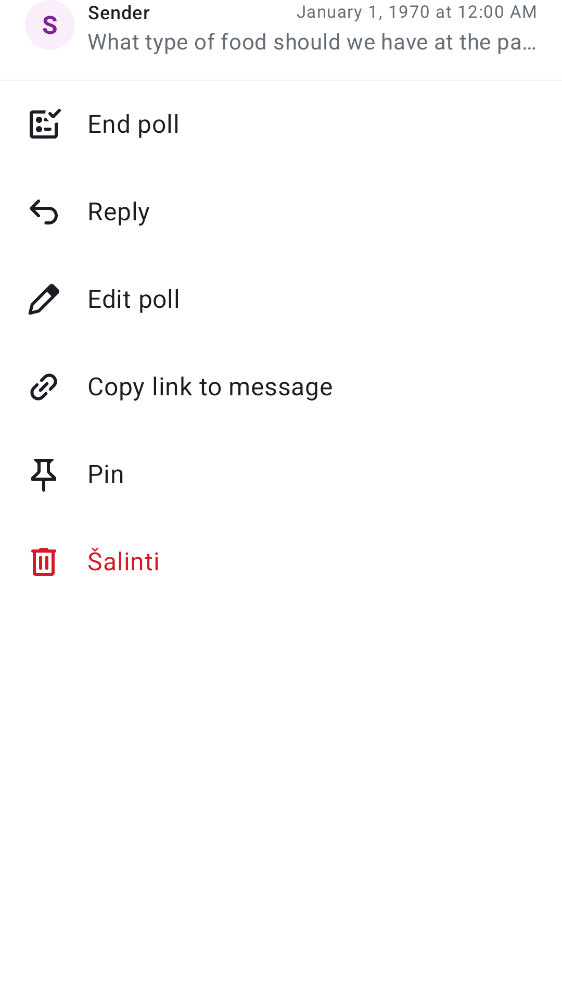 S
Sender
January 1, 1970 at 12:00 AM
What type of food should we have at the pa…
End poll
Reply
Edit poll
Copy link to message
Pin
Šalinti